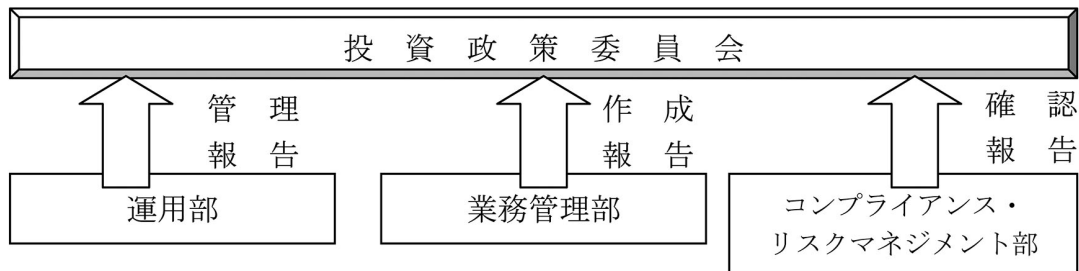 投資政策委員会
管理
報告
作成
報告
確認
報告
運用部
業務管理部
コンプライアンス・
リスクマネジメント部